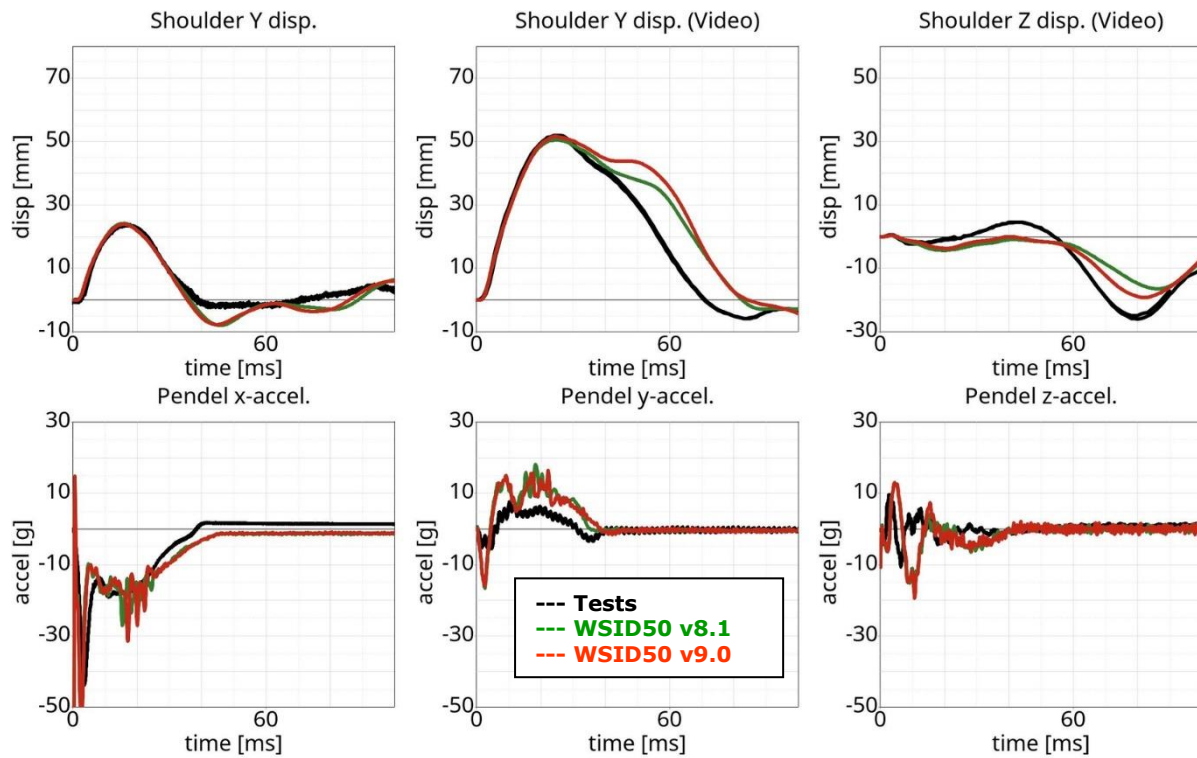 Shoulder Y disp.
Shoulder Y disp. (Video)
Shoulder Z disp. (Video)
disp [mm]
70
50
30
10
-10
0
60
time [ms]
disp [mm]
70
50
30
10
-10
0
60
time [ms]
disp [mm]
50
30
10
-10
-30
0
60
time [ms]
Pendel x-accel.
Pendel y-accel.
Pendel z-accel.
accel [g]
30
10
-10
-30
-50
0
60
time [ms]
accel [g]
30
10
-10
-30
-50
0
60
time [ms]
--- Tests
--- WSID50 v8.1
--- WSID50 v9.0
accel [g]
30
10
-10
-30
-50
0
60
time [ms]